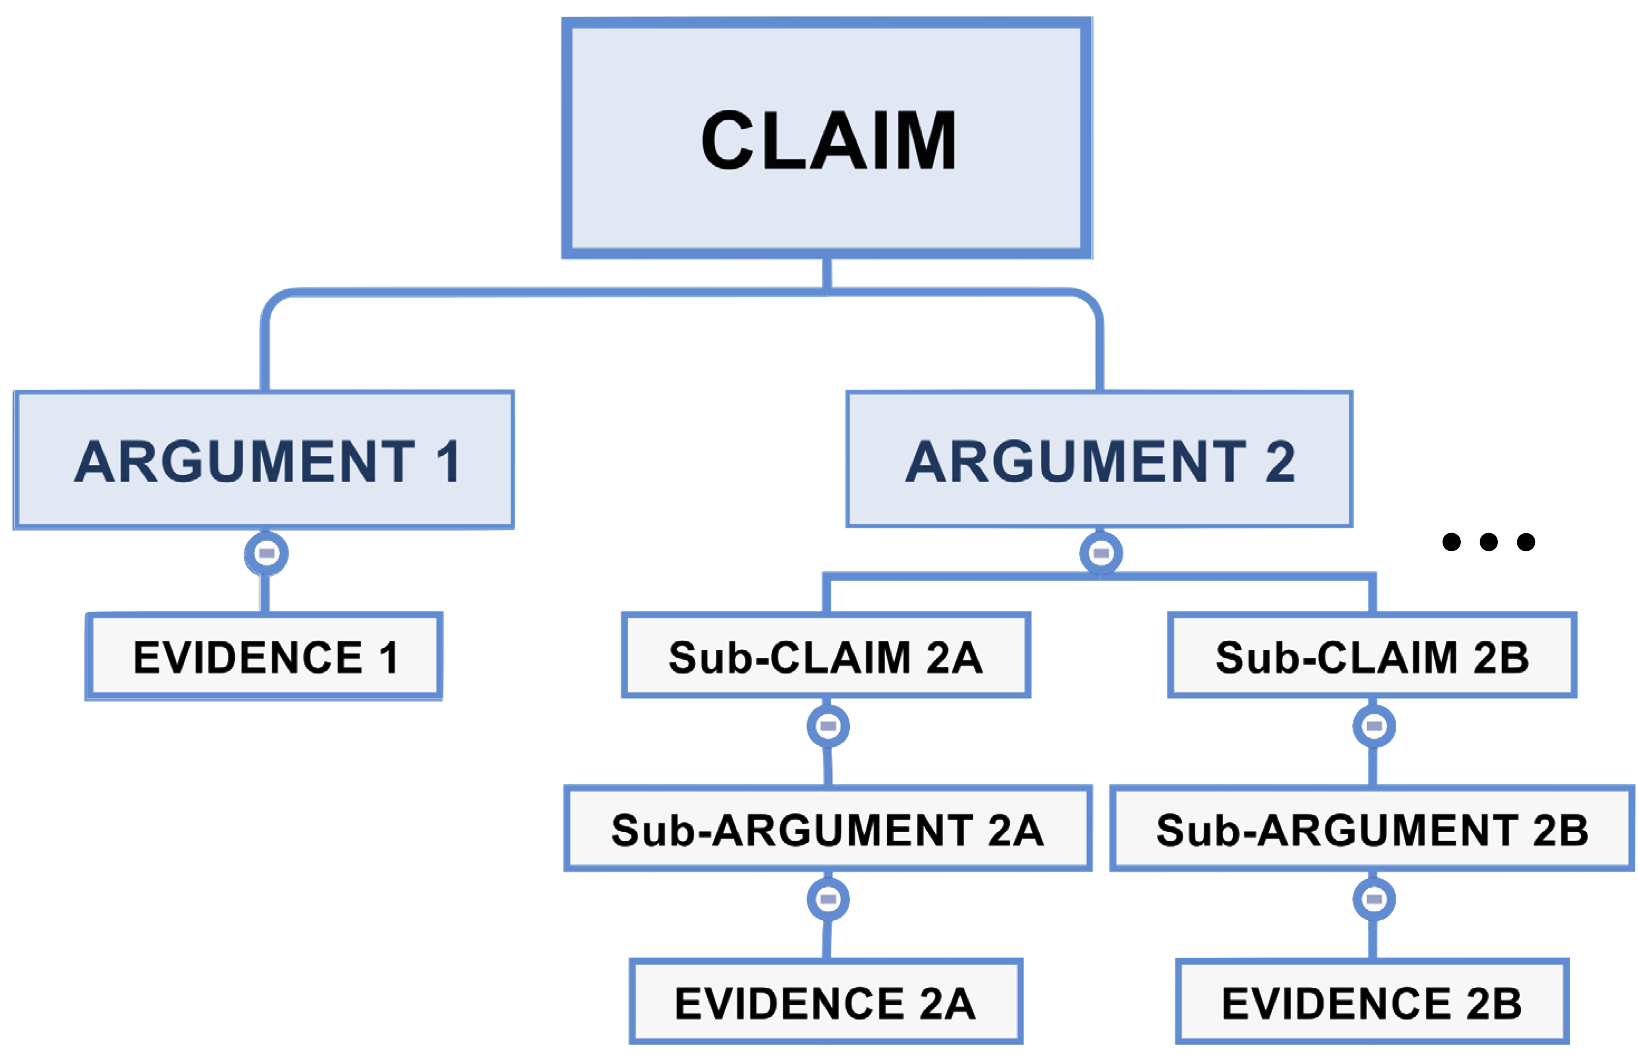 CLAIM
ARGUMENT 1
ARGUMENT 2
...
EVIDENCE 1
Sub-CLAIM 2A
Sub-CLAIM 2B
Sub-ARGUMENT 2A
Sub-ARGUMENT 2B
EVIDENCE 2A
EVIDENCE 2B